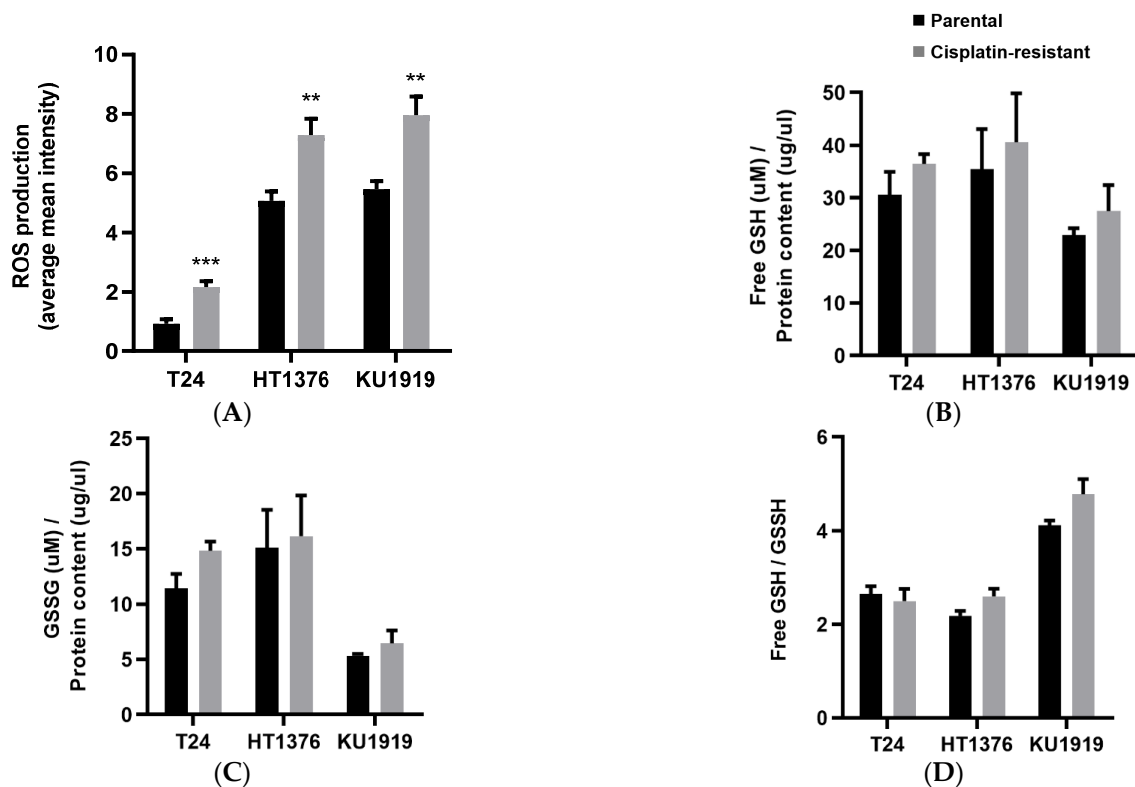 Parental
Cisplatin-resistant
ROS production
(average mean intensity)
10
8
6
4
2
0
***
**
**
T24
HT1376
KU1919
(A)
Free GSH (uM) /
Protein content (ug/ul)
50
40
30
20
10
0
T24
HT1376
KU1919
(B)
GSSG (uM) /
Protein content (ug/ul)
25
20
15
10
5
0
T24
HT1376
KU1919
(C)
Free GSH / GSSH
6
4
2
0
T24
HT1376
KU1919
(D)